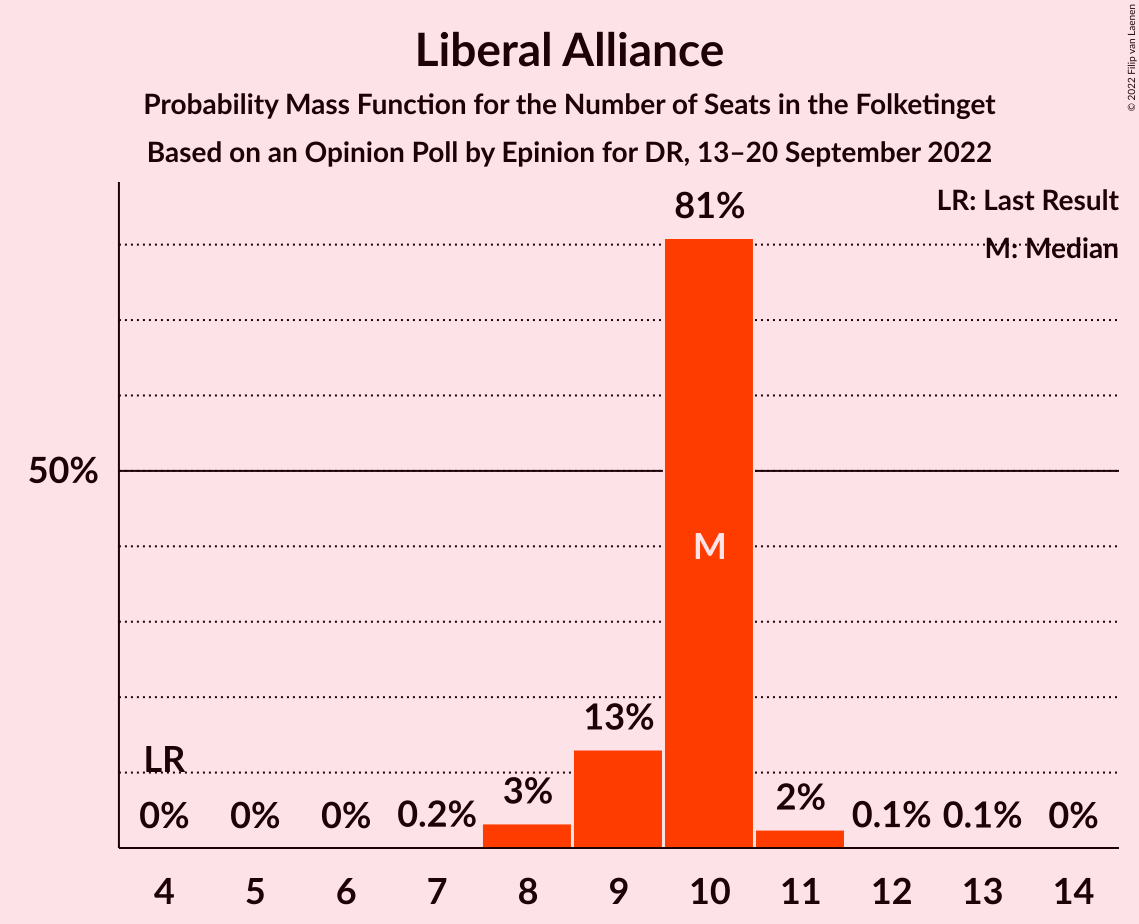 Liberal Alliance
Probability Mass Function for the Number of Seats in the Folketinget
Based on an Opinion Poll by Epinion for DR, 13–20 September 2022
© 2022 Filip van Laenen
LR: Last Result
M: Median
81%
50%
M
13%
LR
3%
2%
0% 0% 0% 0.2% 0.1% 0.1% 0%
4 5 6 7 8 9 10 11 12 13 14